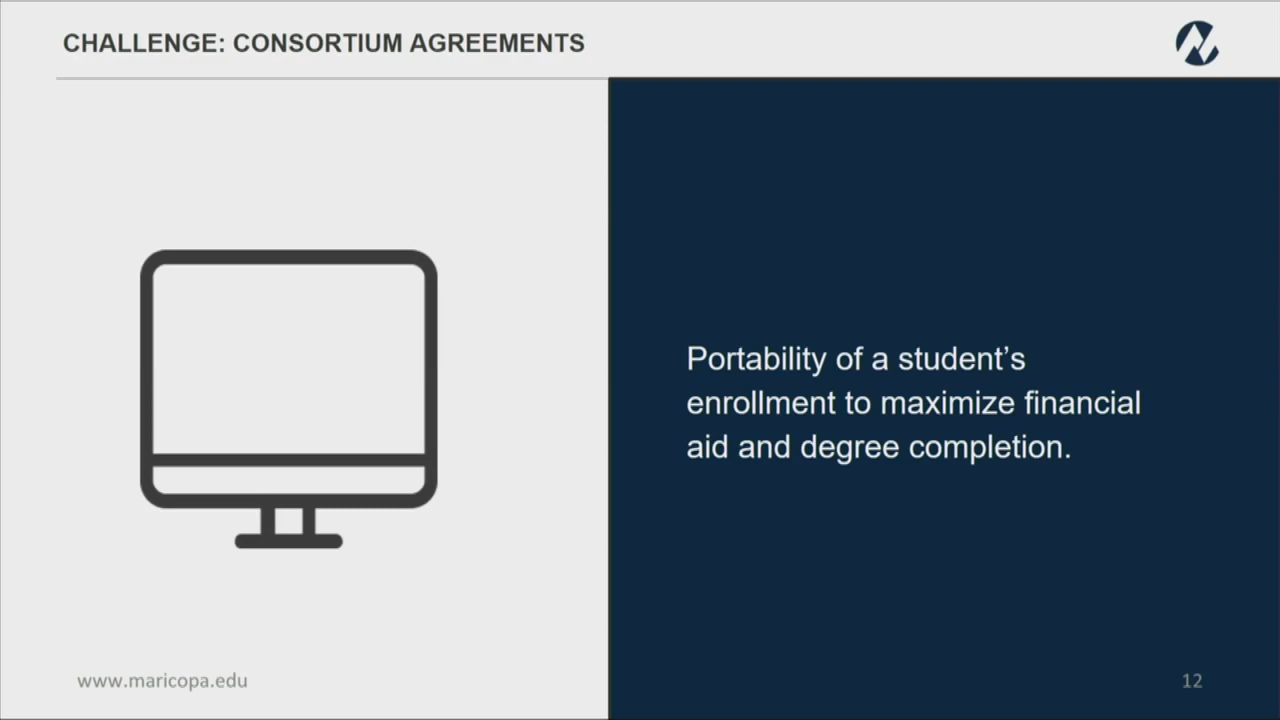 CHALLENGE: CONSORTIUM AGREEMENTS
Portability of a student’s
enrollment to maximize financial
aid and degree completion.
www.maricopa.edu
12